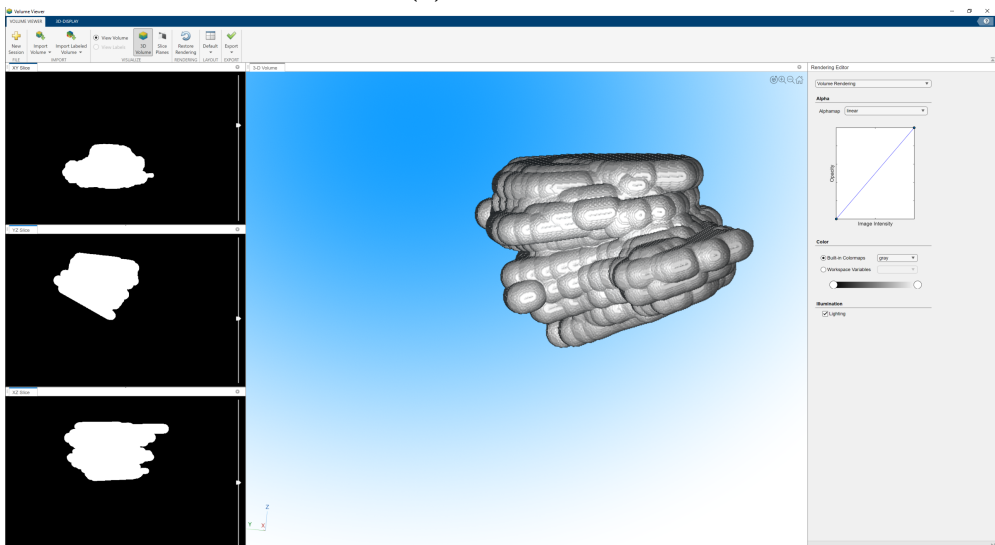 Volume Viewer
VOLUME VIEWER 3D-DISPLAY
New Session
Import Volume
Import Labeled Volume
View Volume
View Labels
3D Volume
Slice Planes
Restore Rendering
Default
Export
FILE IMPORT VISUALIZE RENDERING LAYOUT EXPORT
XY Slice
3-D Volume
Rendering Editor
Volume Rendering
Alpha
Alphamap linear
Opacity
Image Intensity
YZ Slice
Color
Built-in Colormaps gray
Workspace Variables
Illumination
Lighting
XZ Slice
Z
Y X